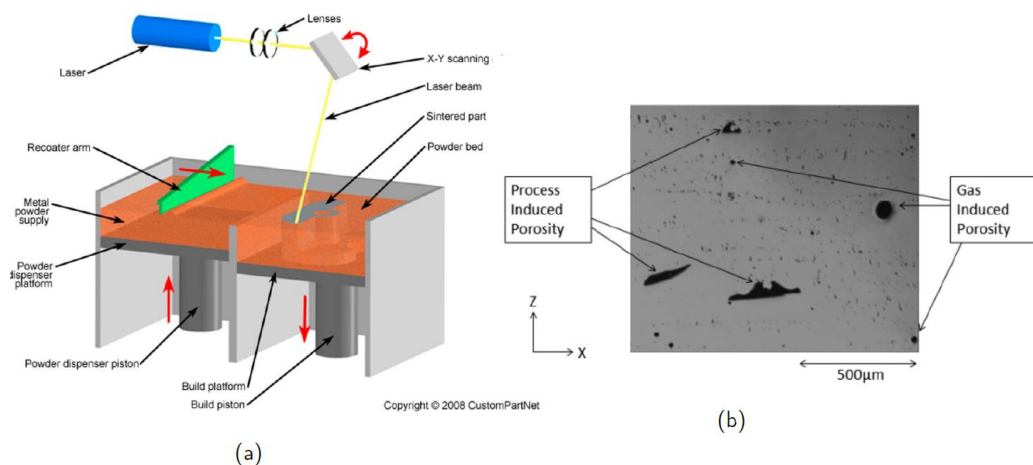 Lenses
Laser
X-Y scanning
Laser beam
Sintered part
Recoater arm
Powder bed
Metal
powder
supply
Powder
dispenser
platform
Powder dispenser piston
Build platform
Build piston
Copyright © 2008 CustomPartNet
(a)
Process
Induced
Porosity
Gas
Induced
Porosity
Z
X
500µm
(b)